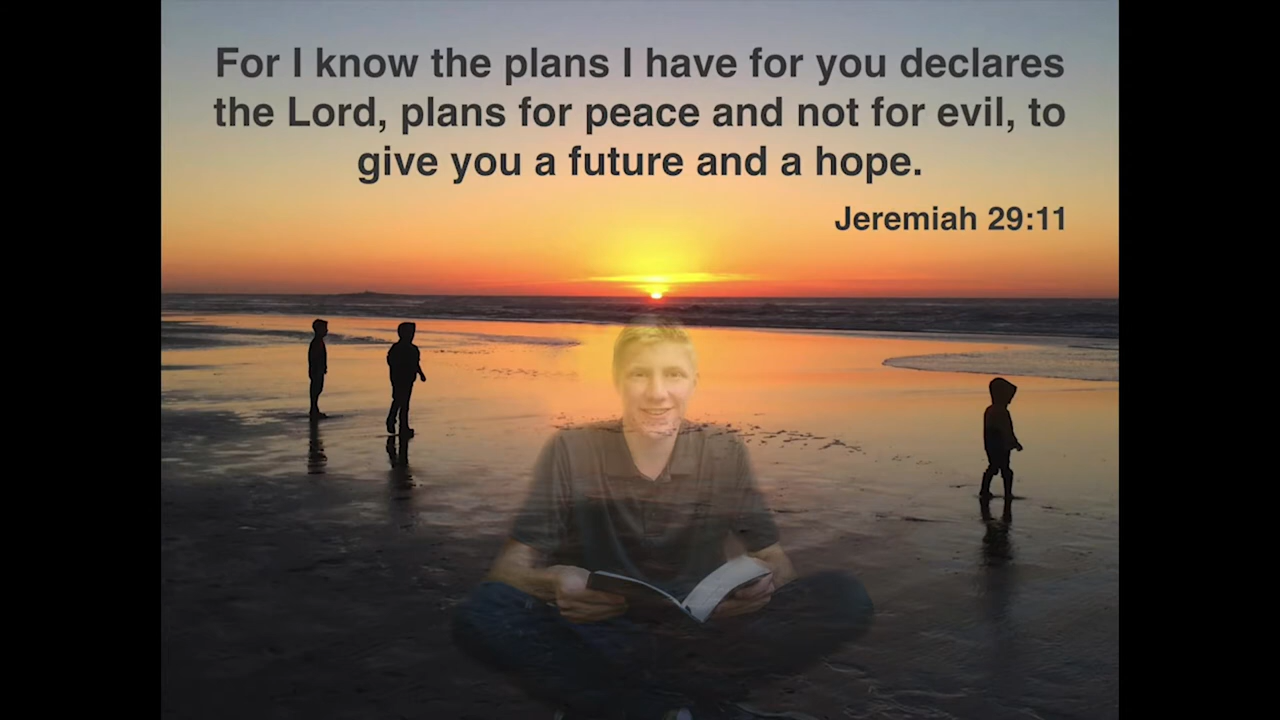 For I know the plans I have for you declares
the Lord, plans for peace and not for evil, to
give you a future and a hope.
Jeremiah 29:11